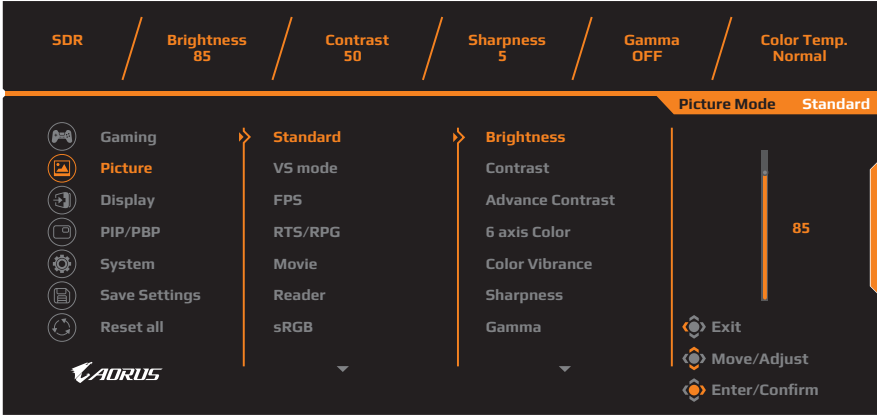 SDR Brightness Contrast Sharpness Gamma Color Temp.
85 50 5 OFF Normal
Picture Mode Standard
Gaming Standard Brightness
Picture VS mode Contrast
Display FPS Advance Contrast
PIP/PBP RTS/RPG 6 axis Color 85
System Movie Color Vibrance
Save Settings Reader Sharpness
Reset all sRGB Gamma Exit
AORUS Move/Adjust
Enter/Confirm